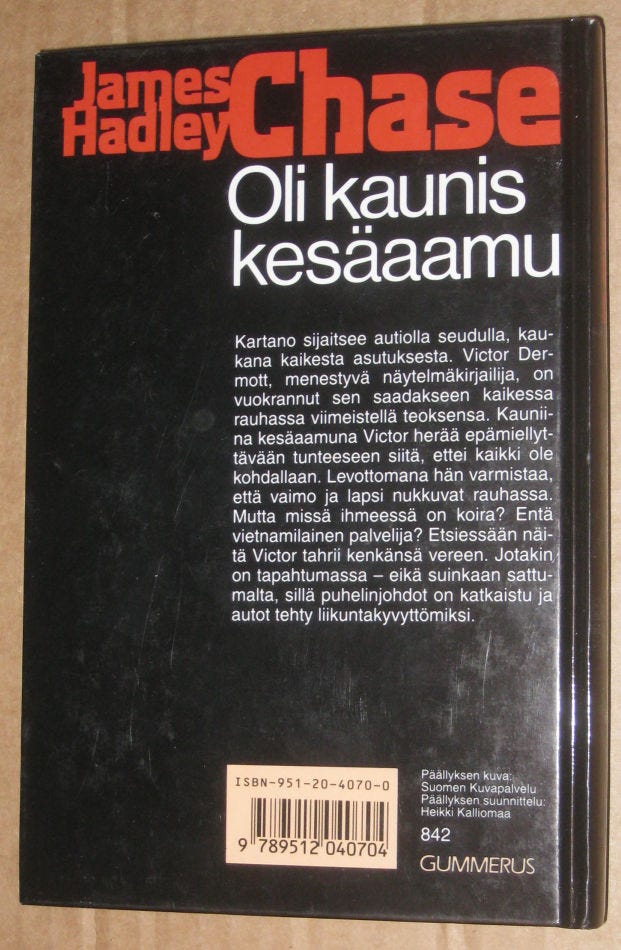 James
Hadley
Chase
Oli kaunis
kesäaamu
Kartano sijaitsee autiolla seudulla, kau-
kana kaikesta asutuksesta. Victor Der-
mott, menestyvä näytelmäkirjailija, on
vuokrannut sen saadakseen kaikessa
rauhassa viimeistellä teoksensa. Kaunii-
na kesäaamuna Victor herää epämiellyt-
tävään tunteeseen siitä, ettei kaikki ole
kohdallaan. Levottomana hän varmistaa,
että vaimo ja lapsi nukkuvat rauhassa.
Mutta missä ihmeessä on koira? Entä
vietnamilainen palvelija? Etsiessään näi-
tä Victor tahrii kenkänsä vereen. Jotakin
on tapahtumassa – eikä suinkaan sattu-
malta, sillä puhelinjohdot on katkaistu ja
autot tehty liikuntakyvyttömiksi.
ISBN-951-20-4070-0
9 789512 040704
Päällyksen kuva:
Suomen Kuvapalvelu
Päällyksen suunnittelu:
Heikki Kalliomaa
842
GUMMERUS